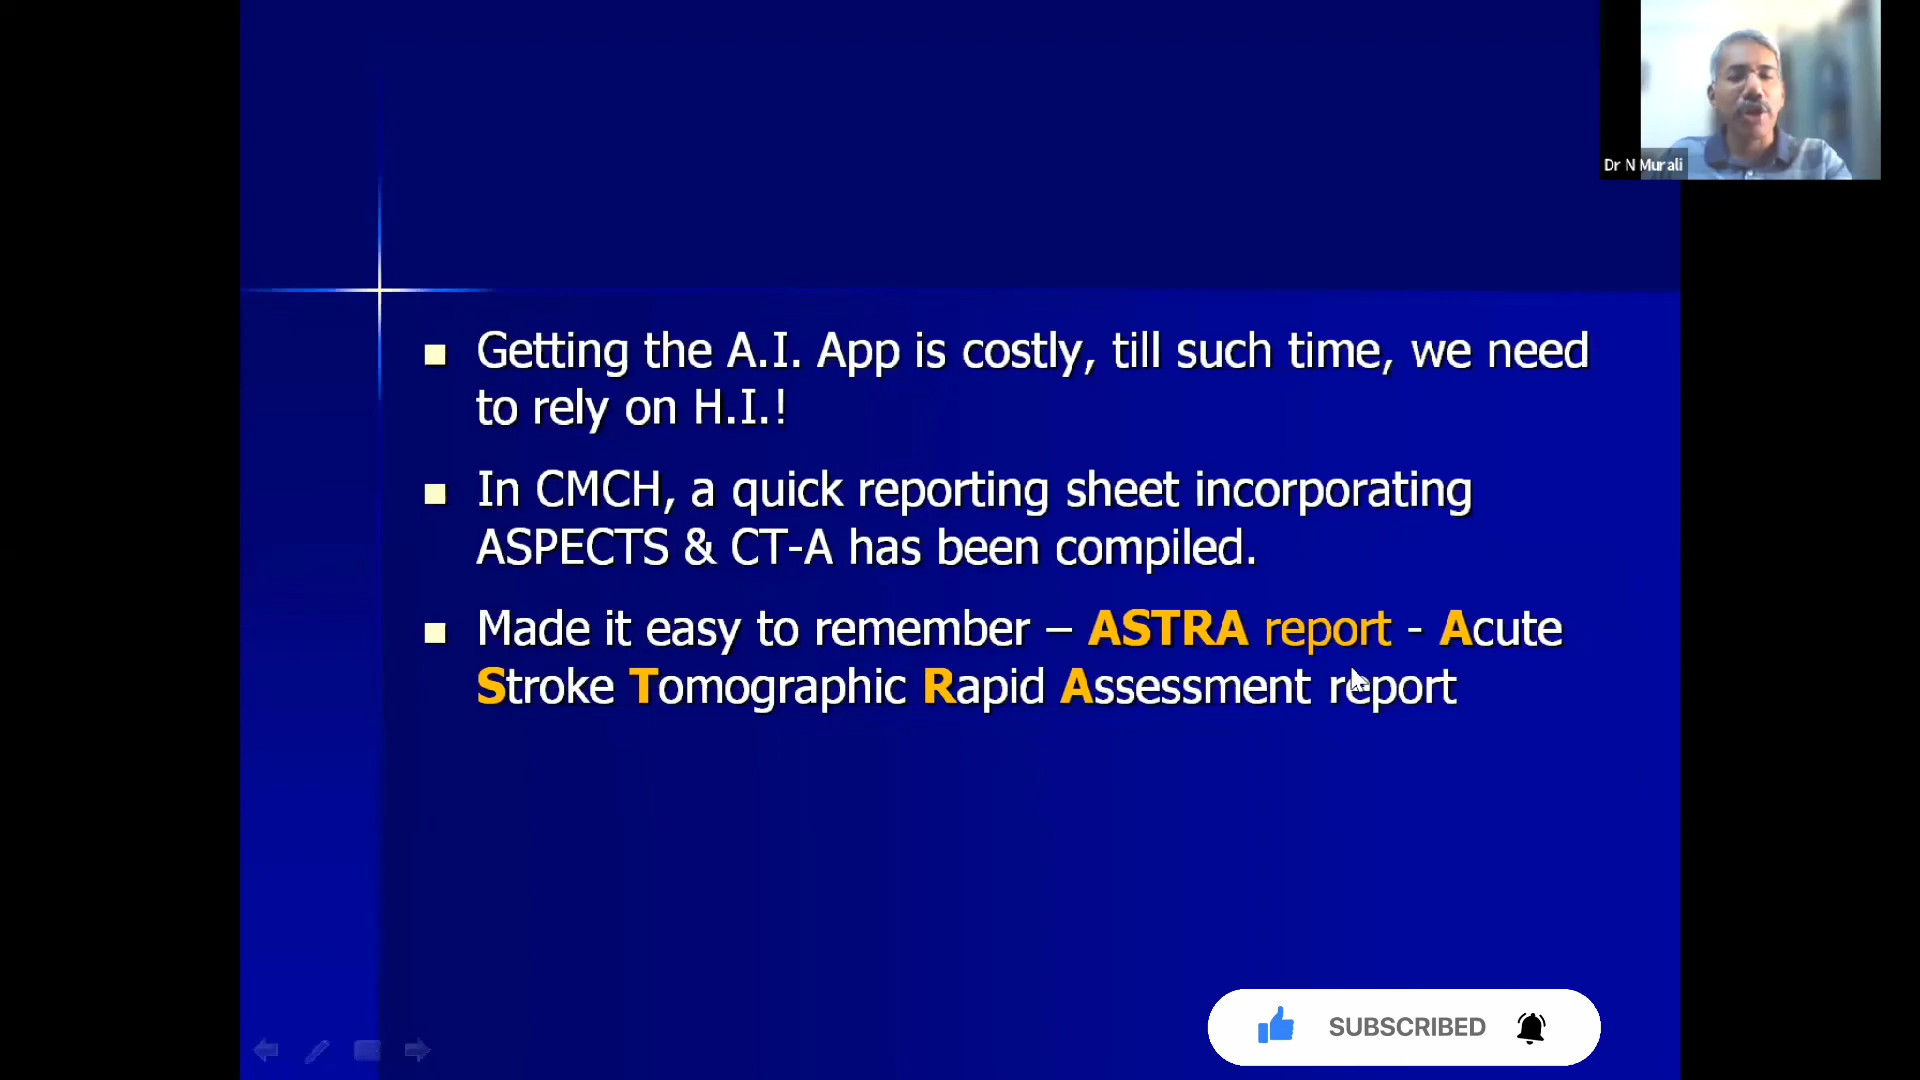 Dr N Murali
Getting the A.I. App is costly, till such time, we need
to rely on H.I.!
In CMCH, a quick reporting sheet incorporating
ASPECTS & CT-A has been compiled.
Made it easy to remember – ASTRA report - Acute
Stroke Tomographic Rapid Assessment report
SUBSCRIBED